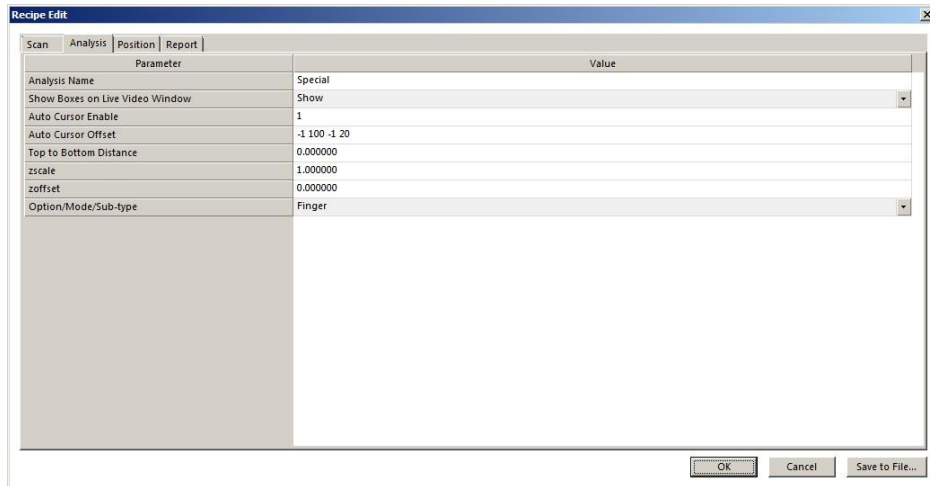 Recipe Edit
Scan Analysis Position Report
Parameter Value
Analysis Name Special
Show Boxes on Live Video Window Show
Auto Cursor Enable 1
Auto Cursor Offset -1 100 -1 20
Top to Bottom Distance 0.000000
zscale 1.000000
zoffset 0.000000
Option/Mode/Sub-type Finger
OK Cancel Save to File...